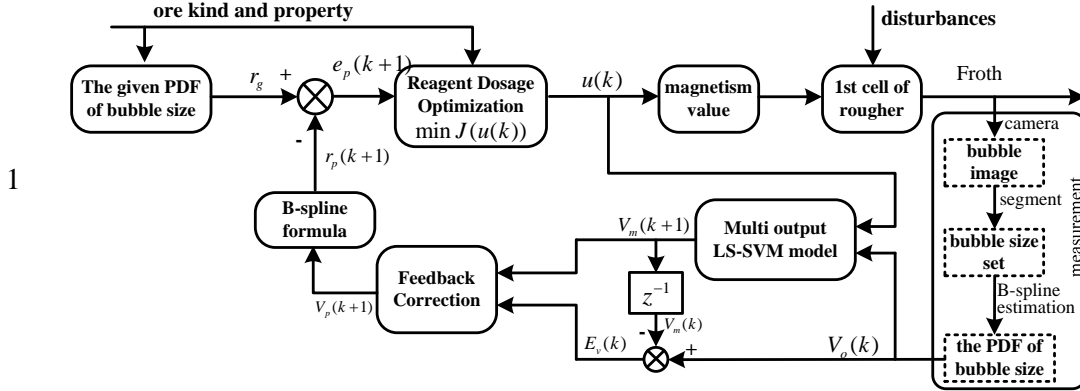 ore kind and property
disturbances
The given PDF
of bubble size
r_g
+
-
e_p(k+1)
Reagent Dosage
Optimization
min J(u(k))
u(k)
magnetism
value
1st cell of
rougher
Froth
camera
bubble
image
segment
bubble size
set
B-spline
estimation
the PDF of
bubble size
measurement
r_p(k+1)
1
B-spline
formula
V_p(k+1)
Feedback
Correction
V_m(k+1)
Multi output
LS-SVM model
z^{-1}
V_m(k)
-
+
E_v(k)
V_o(k)